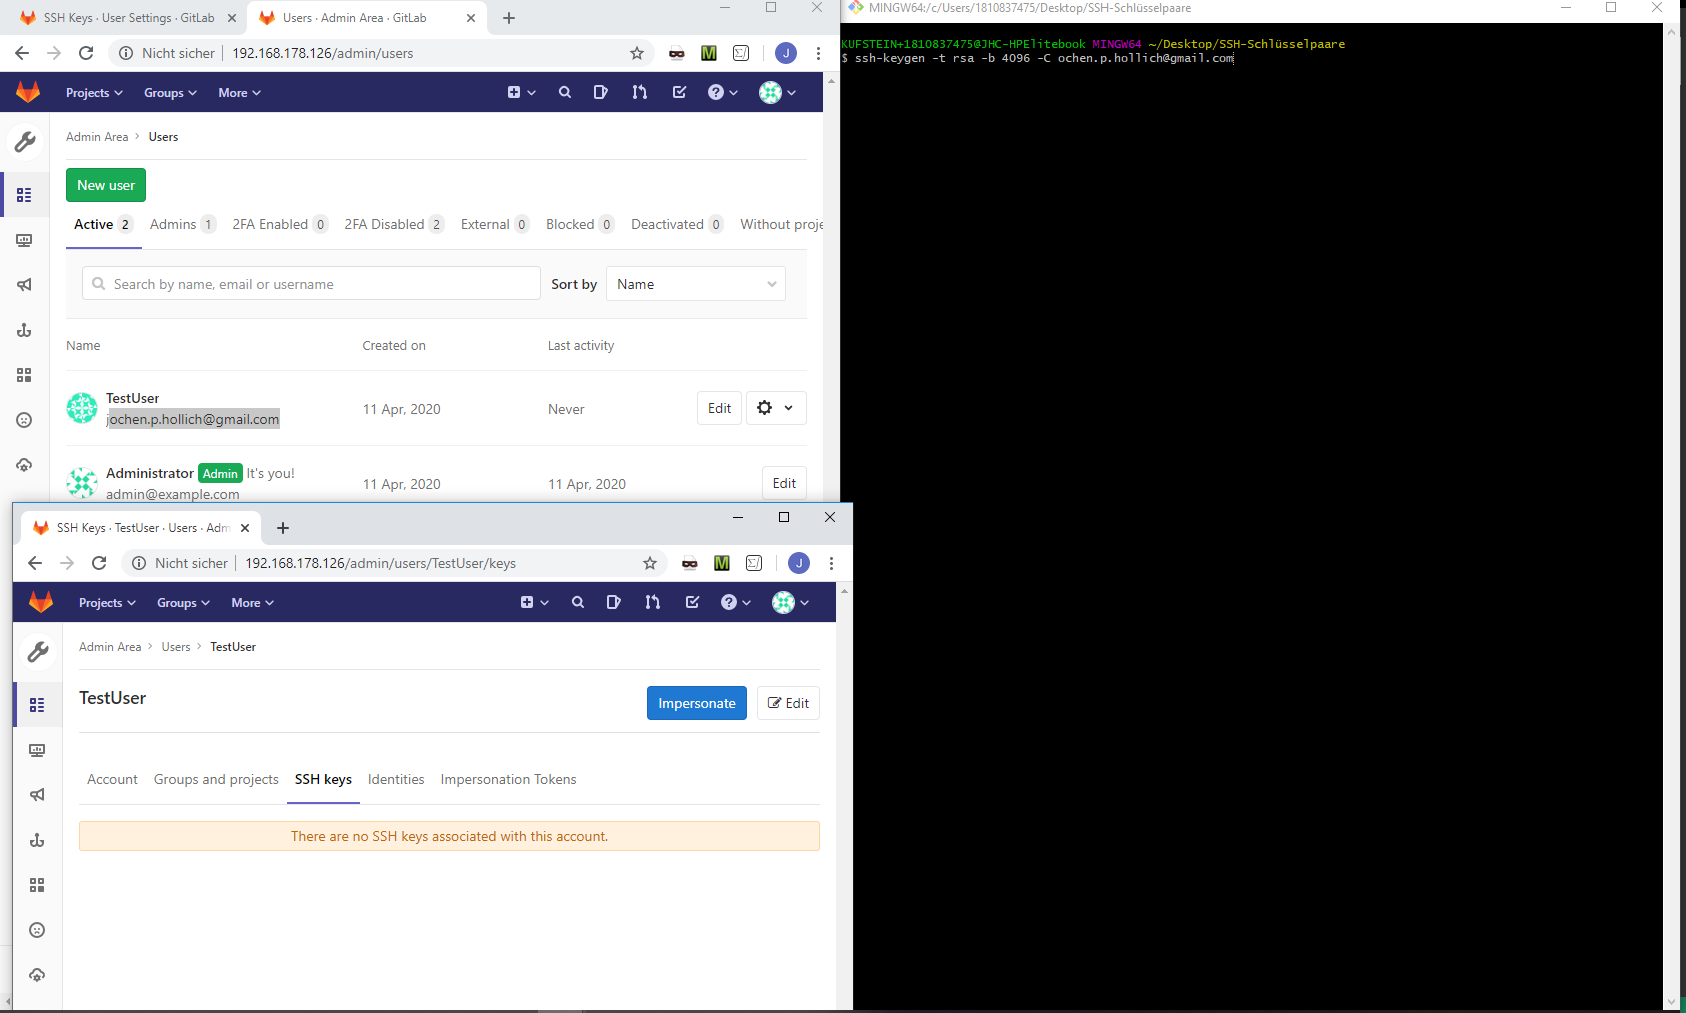 SSH Keys · User Settings · GitLab
Users · Admin Area · GitLab
Nicht sicher 192.168.178.126/admin/users
J
Projects Groups More
Admin Area Users
New user
Active 2 Admins 1 2FA Enabled 0 2FA Disabled 2 External 0 Blocked 0 Deactivated 0 Without proje
Search by name, email or username
Sort by Name
Name Created on Last activity
TestUser
jochen.p.hollich@gmail.com
11 Apr, 2020 Never Edit
Administrator Admin It's you!
admin@example.com
11 Apr, 2020 11 Apr, 2020 Edit
SSH Keys · TestUser · Users · Adm
Nicht sicher 192.168.178.126/admin/users/TestUser/keys
J
Projects Groups More
Admin Area Users TestUser
TestUser
Impersonate Edit
Account Groups and projects SSH keys Identities Impersonation Tokens
There are no SSH keys associated with this account.
MINGW64:/c/Users/1810837475/Desktop/SSH-Schlüsselpaare
KUFSTEIN+1810837475@JHC-HPElitebook MINGW64 ~/Desktop/SSH-Schlüsselpaare
$ ssh-keygen -t rsa -b 4096 -C ochen.p.hollich@gmail.com